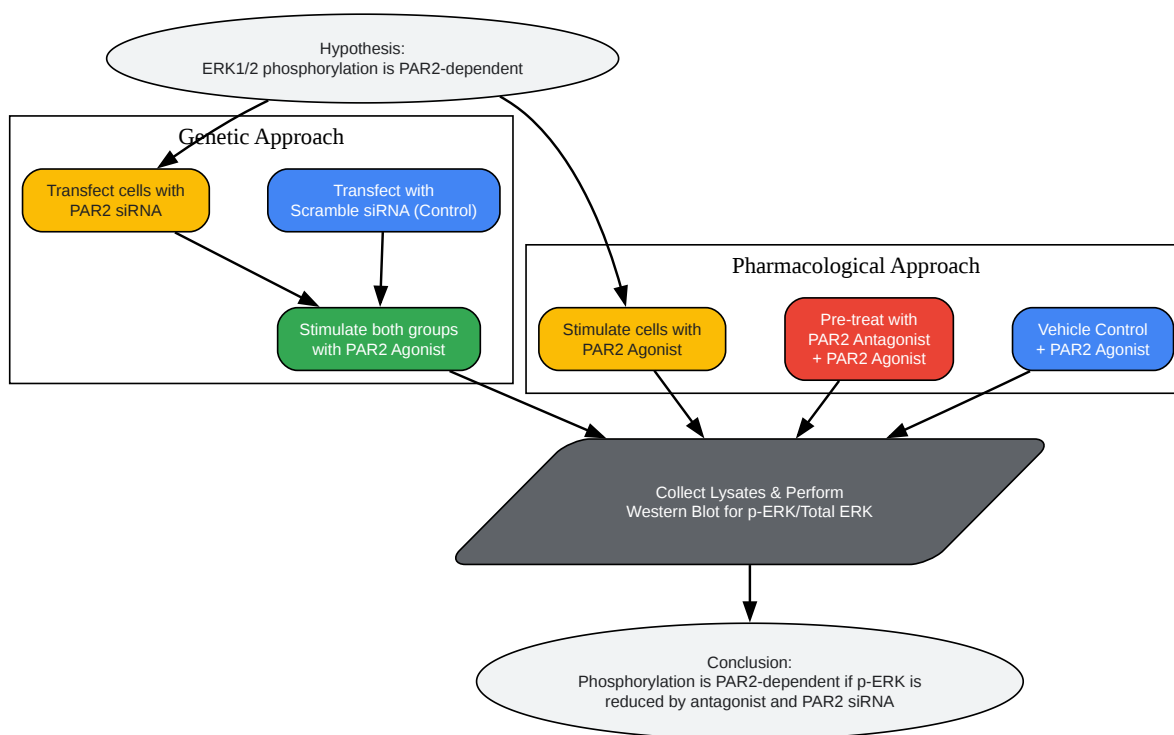 Hypothesis:
ERK1/2 phosphorylation is PAR2-dependent
Genetic Approach
Transfect cells with
PAR2 siRNA
Transfect with
Scramble siRNA (Control)
Stimulate both groups
with PAR2 Agonist
Pharmacological Approach
Stimulate cells with
PAR2 Agonist
Pre-treat with
PAR2 Antagonist
+ PAR2 Agonist
Vehicle Control
+ PAR2 Agonist
Collect Lysates & Perform
Western Blot for p-ERK/Total ERK
Conclusion:
Phosphorylation is PAR2-dependent if p-ERK is
reduced by antagonist and PAR2 siRNA